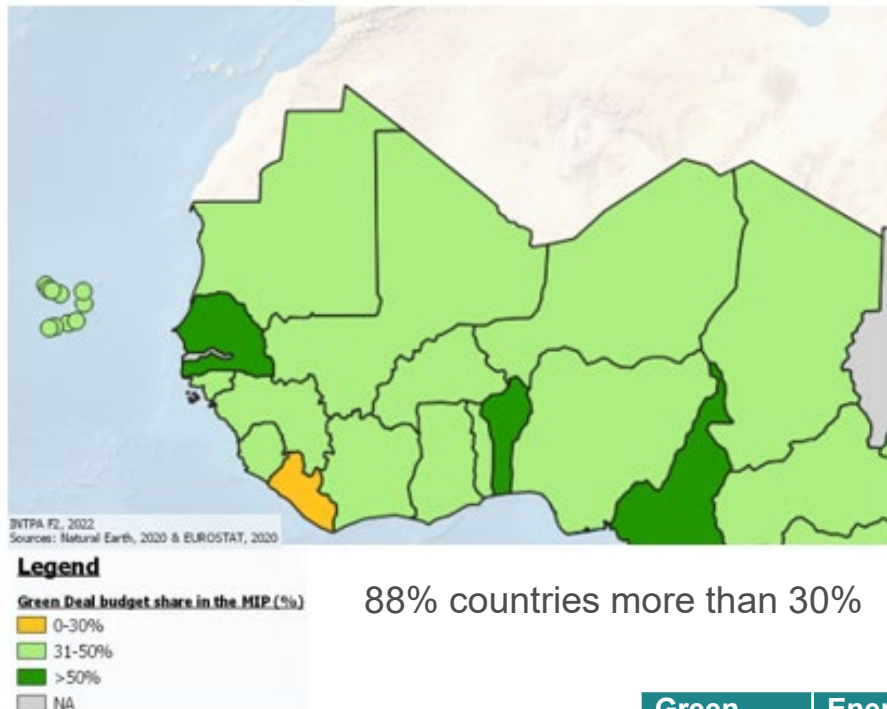 INTPA F2, 2022
Sources: Natural Earth, 2020 & EUROSTAT, 2020
Legend
Green Deal budget share in the MIP (%)
0-30%
31-50%
>50%
NA
88% countries more than 30%
Green